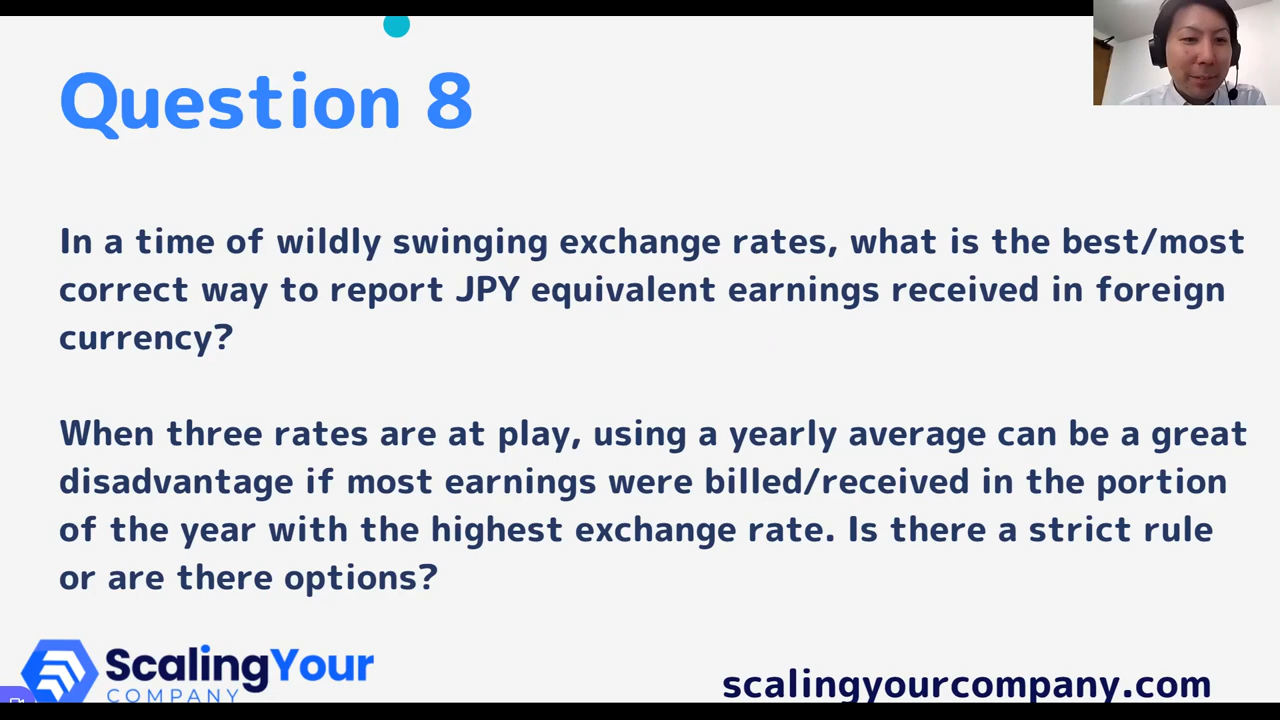 Question 8
In a time of wildly swinging exchange rates, what is the best/most
correct way to report JPY equivalent earnings received in foreign
currency?
When three rates are at play, using a yearly average can be a great
disadvantage if most earnings were billed/received in the portion
of the year with the highest exchange rate. Is there a strict rule
or are there options?
ScalingYour
COMPANY
scalingyourcompany.com